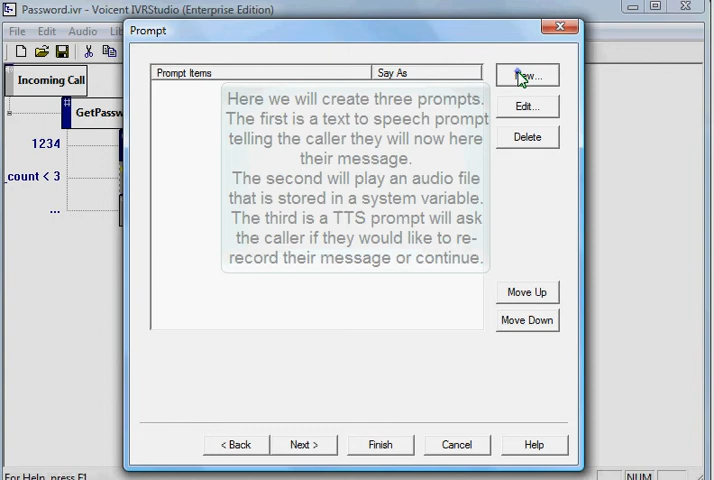 Password.ivr - Voicent IVRStudio (Enterprise Edition)
File Edit Audio
Prompt
Incoming Call
Prompt Items Say As
Edit...
Delete
Here we will create three prompts.
The first is a text to speech prompt
telling the caller they will now here
their message.
The second will play an audio file
that is stored in a system variable.
The third is a TTS prompt will ask
the caller if they would like to re-
record their message or continue.
1234
_count < 3
...
Move Up
Move Down
< Back Next > Finish Cancel Help
For Help, press F1
NUM